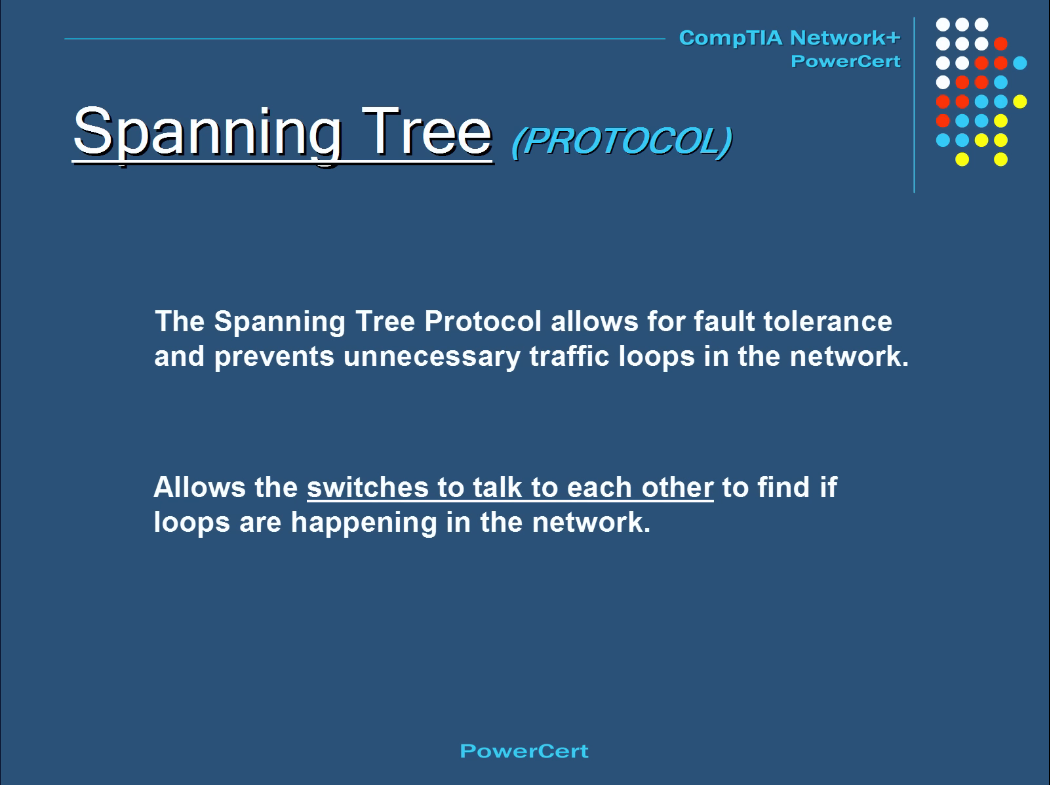 CompTIA Network+
PowerCert
Spanning Tree (PROTOCOL)
The Spanning Tree Protocol allows for fault tolerance
and prevents unnecessary traffic loops in the network.
Allows the switches to talk to each other to find if
loops are happening in the network.
PowerCert